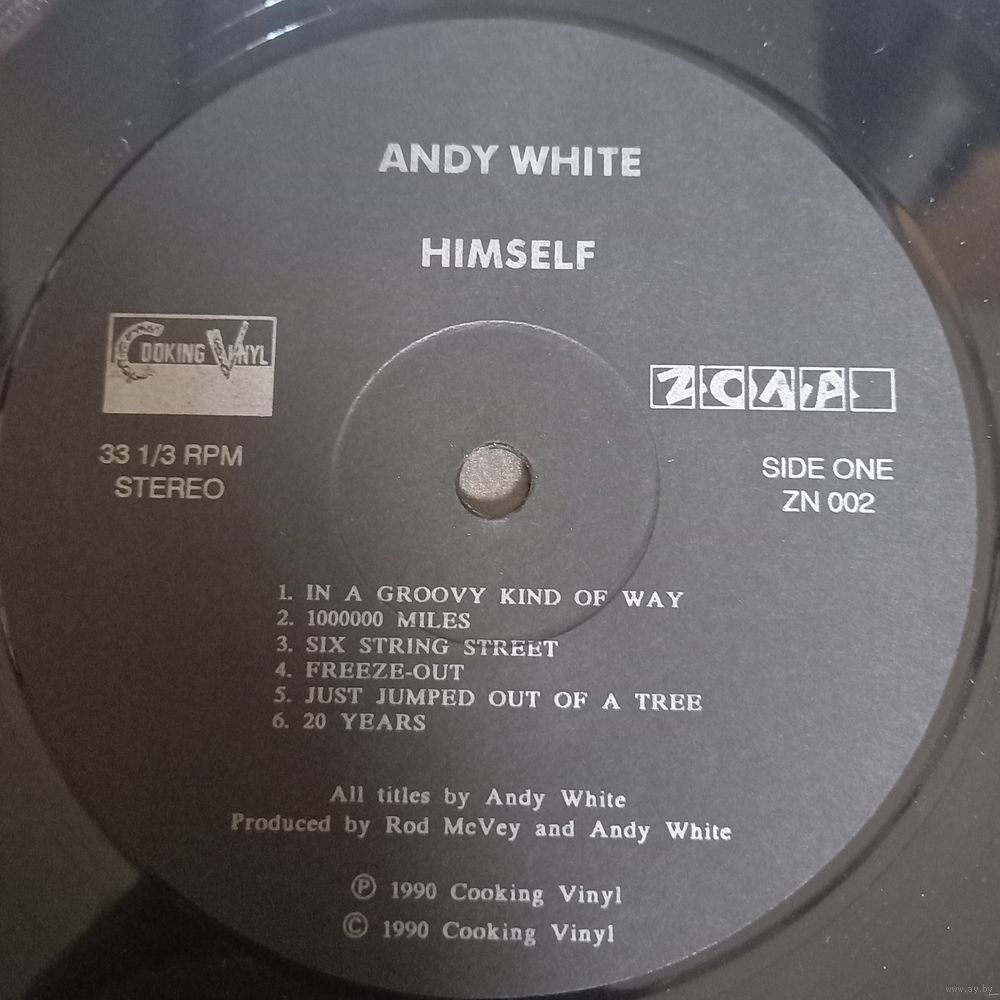 ANDY WHITE
HIMSELF
COOKING VINYL
33 1/3 RPM
STEREO
SIDE ONE
ZN 002
1. IN A GROOVY KIND OF WAY
2. 1000000 MILES
3. SIX STRING STREET
4. FREEZE-OUT
5. JUST JUMPED OUT OF A TREE
6. 20 YEARS
All titles by Andy White
Produced by Rod McVey and Andy White
℗ 1990 Cooking Vinyl
© 1990 Cooking Vinyl
www.ay.by